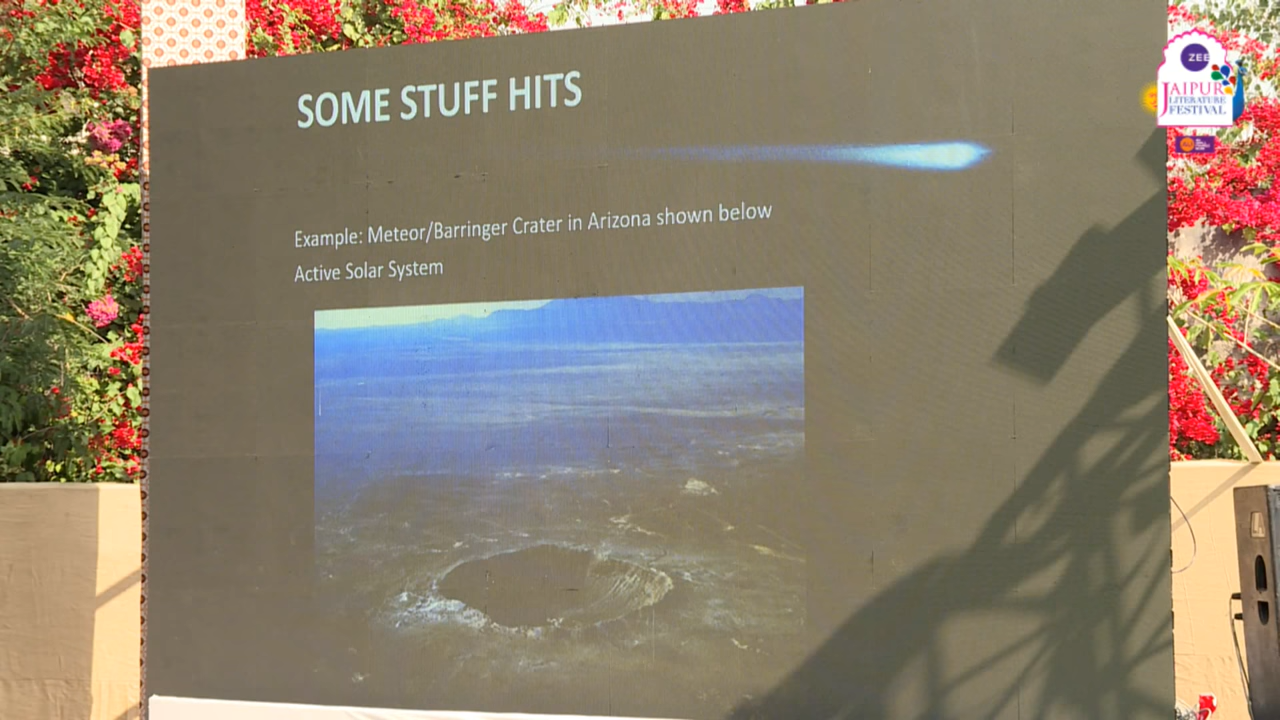 SOME STUFF HITS
Example: Meteor/Barringer Crater in Arizona shown below
Active Solar System
ZEE
JAIPUR
LITERATURE
FESTIVAL